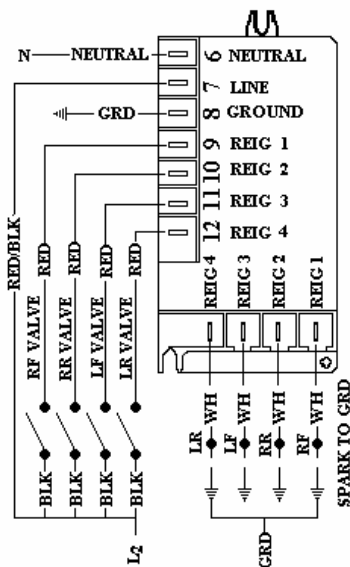 N NEUTRAL 6 NEUTRAL
7 LINE
GRD 8 GROUND
9 REIG 1
10 REIG 2
11 REIG 3
12 REIG 4
REIG 4 REIG 3 REIG 2 REIG 1
RED/BLK RED RED RED RED
RF VALVE RR VALVE LF VALVE LR VALVE
WH WH WH WH
LR LF RR RF
SPARK TO GRD
BLK BLK BLK BLK
L2
GRD